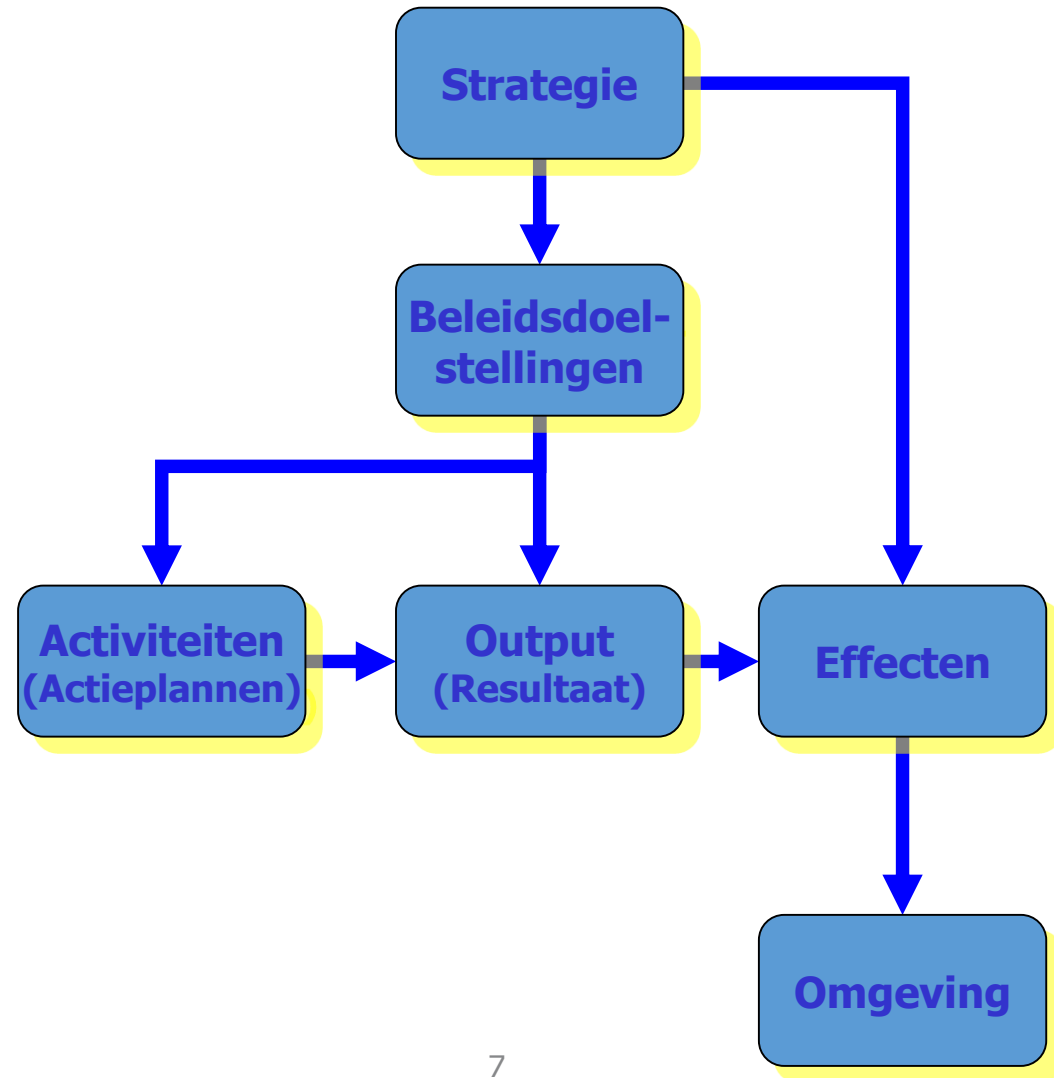 Strategie
Beleidsdoel-
stellingen
Activiteiten
(Actieplannen)
Output
(Resultaat)
Effecten
Omgeving
7